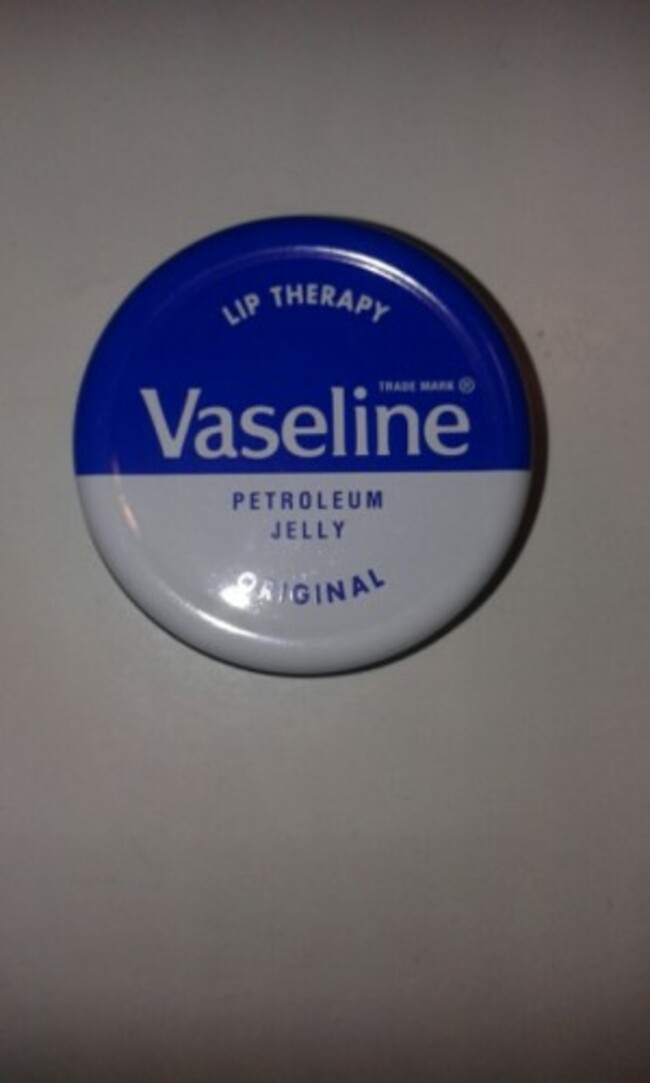 LIP THERAPY
TRADE MARK ®
Vaseline
PETROLEUM
JELLY
ORIGINAL